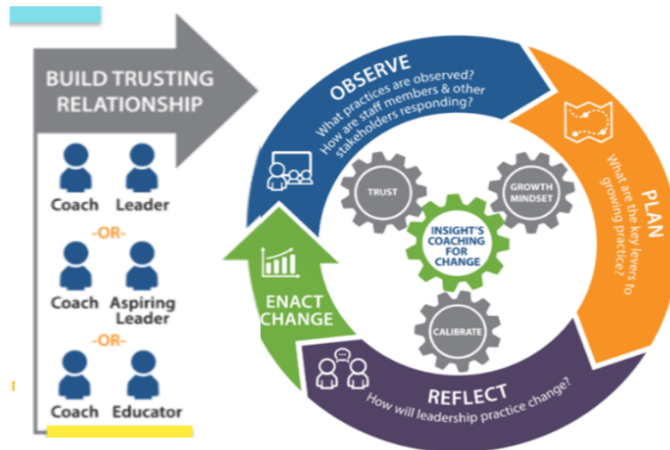 BUILD TRUSTING
RELATIONSHIP
Coach Leader
-OR-
Coach Aspiring
Leader
-OR-
Coach Educator
I
OBSERVE
What practices are observed?
How are staff members & other
stakeholders responding?
PLAN
What are the key levers to
growing practice?
REFLECT
How will leadership practice change?
ENACT
CHANGE
TRUST
GROWTH
MINDSET
INSIGHT'S
COACHING
FOR
CHANGE
CALIBRATE